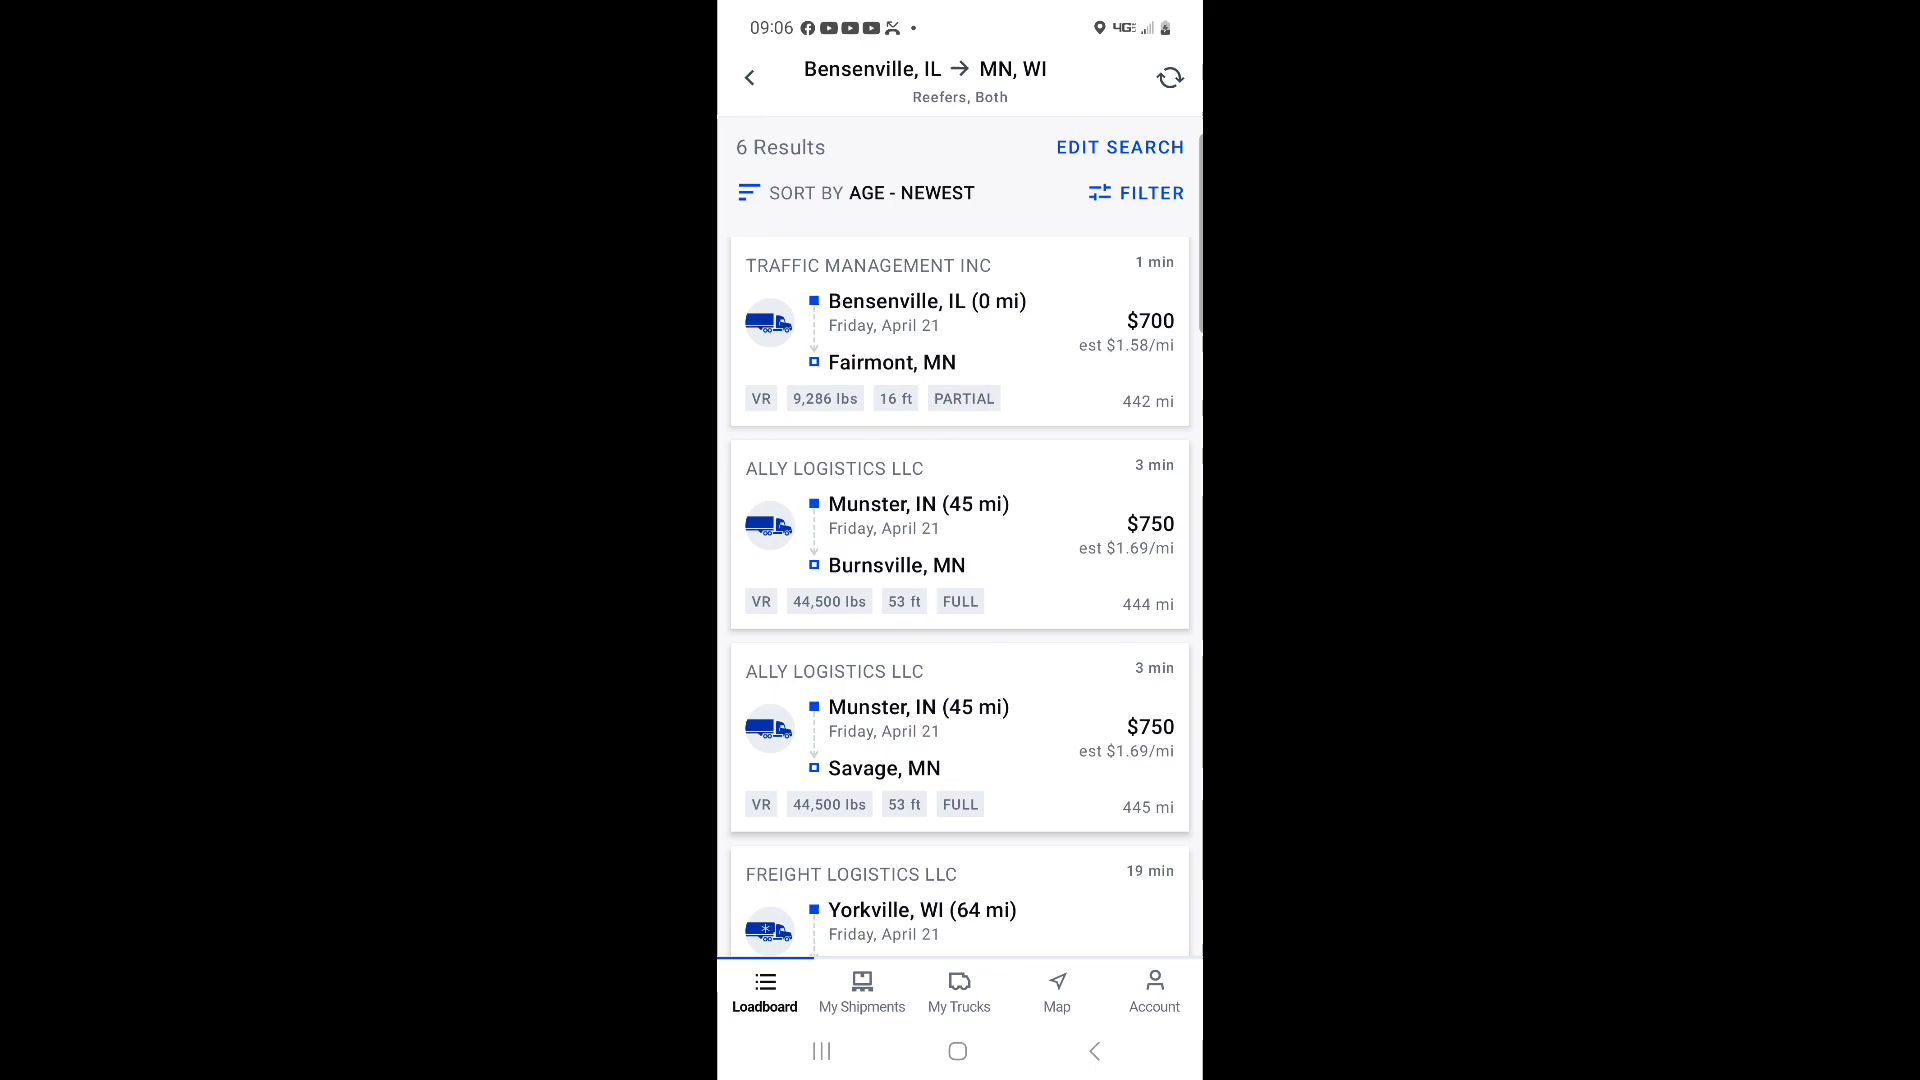 09:06
4G
Bensenville, IL → MN, WI
Reefers, Both
6 Results
EDIT SEARCH
SORT BY AGE - NEWEST
FILTER
TRAFFIC MANAGEMENT INC
1 min
Bensenville, IL (0 mi)
Friday, April 21
$700
est $1.58/mi
Fairmont, MN
VR 9,286 lbs 16 ft PARTIAL
442 mi
ALLY LOGISTICS LLC
3 min
Munster, IN (45 mi)
Friday, April 21
$750
est $1.69/mi
Burnsville, MN
VR 44,500 lbs 53 ft FULL
444 mi
ALLY LOGISTICS LLC
3 min
Munster, IN (45 mi)
Friday, April 21
$750
est $1.69/mi
Savage, MN
VR 44,500 lbs 53 ft FULL
445 mi
FREIGHT LOGISTICS LLC
19 min
Yorkville, WI (64 mi)
Friday, April 21
Loadboard
My Shipments
My Trucks
Map
Account